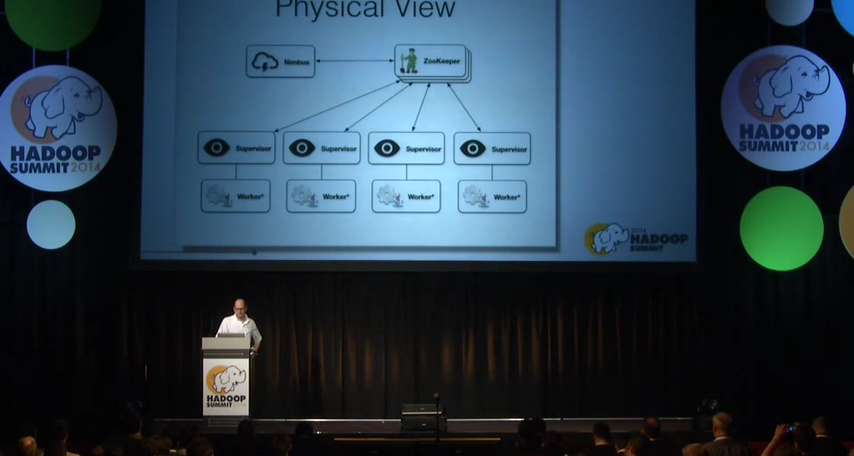 Physical View
Nimbus
ZooKeeper
Supervisor
Supervisor
Supervisor
Supervisor
Worker*
Worker*
Worker*
Worker*
HADOOP
SUMMIT 2014
HADOOP
SUMMIT 2014
2014
HADOOP
SUMMIT
HADOOP
SUMMIT